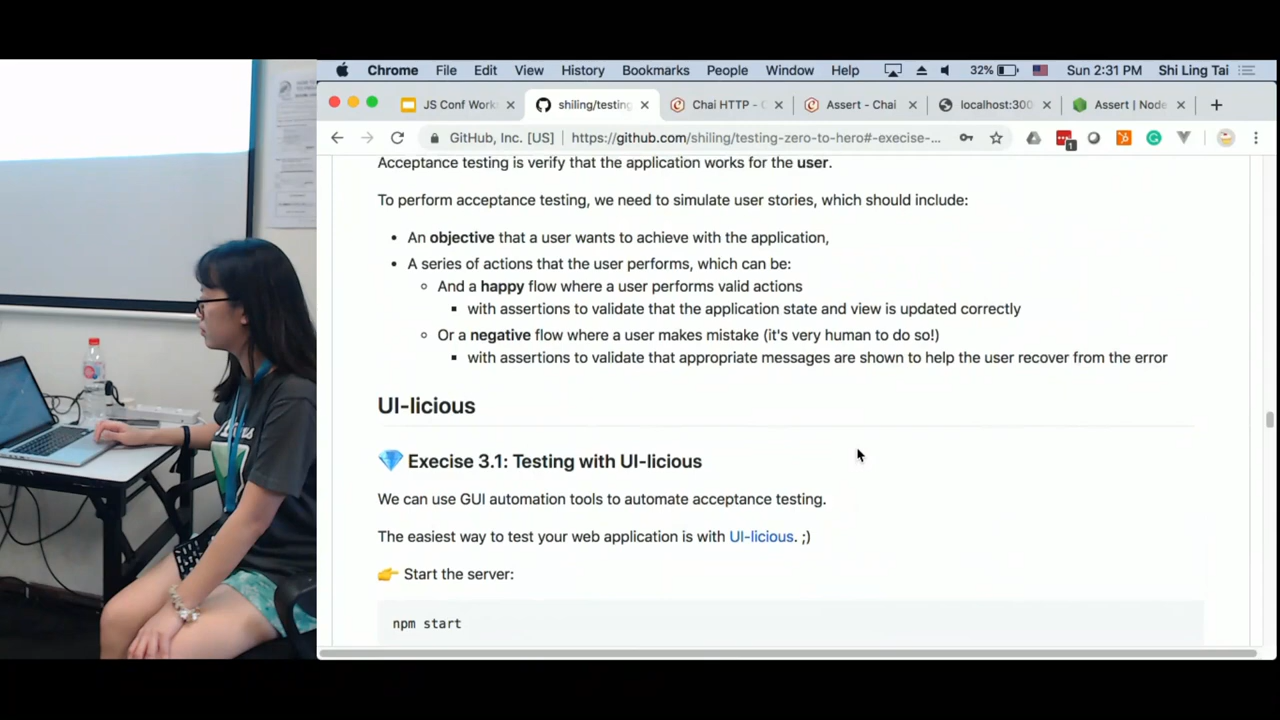 Chrome File Edit View History Bookmarks People Window Help 32% Sun 2:31 PM Shi Ling Tai
JS Conf Work shiling/testing Chai HTTP - C Assert - Chai localhost:300 Assert | Node
GitHub, Inc. [US] https://github.com/shiling/testing-zero-to-hero#-execise-...
1
Acceptance testing is verify that the application works for the user.
To perform acceptance testing, we need to simulate user stories, which should include:
• An objective that a user wants to achieve with the application,
• A series of actions that the user performs, which can be:
◦ And a happy flow where a user performs valid actions
▪ with assertions to validate that the application state and view is updated correctly
◦ Or a negative flow where a user makes mistake (it's very human to do so!)
▪ with assertions to validate that appropriate messages are shown to help the user recover from the error
UI-licious
💎 Execise 3.1: Testing with UI-licious
We can use GUI automation tools to automate acceptance testing.
The easiest way to test your web application is with UI-licious. ;)
👉 Start the server:
npm start